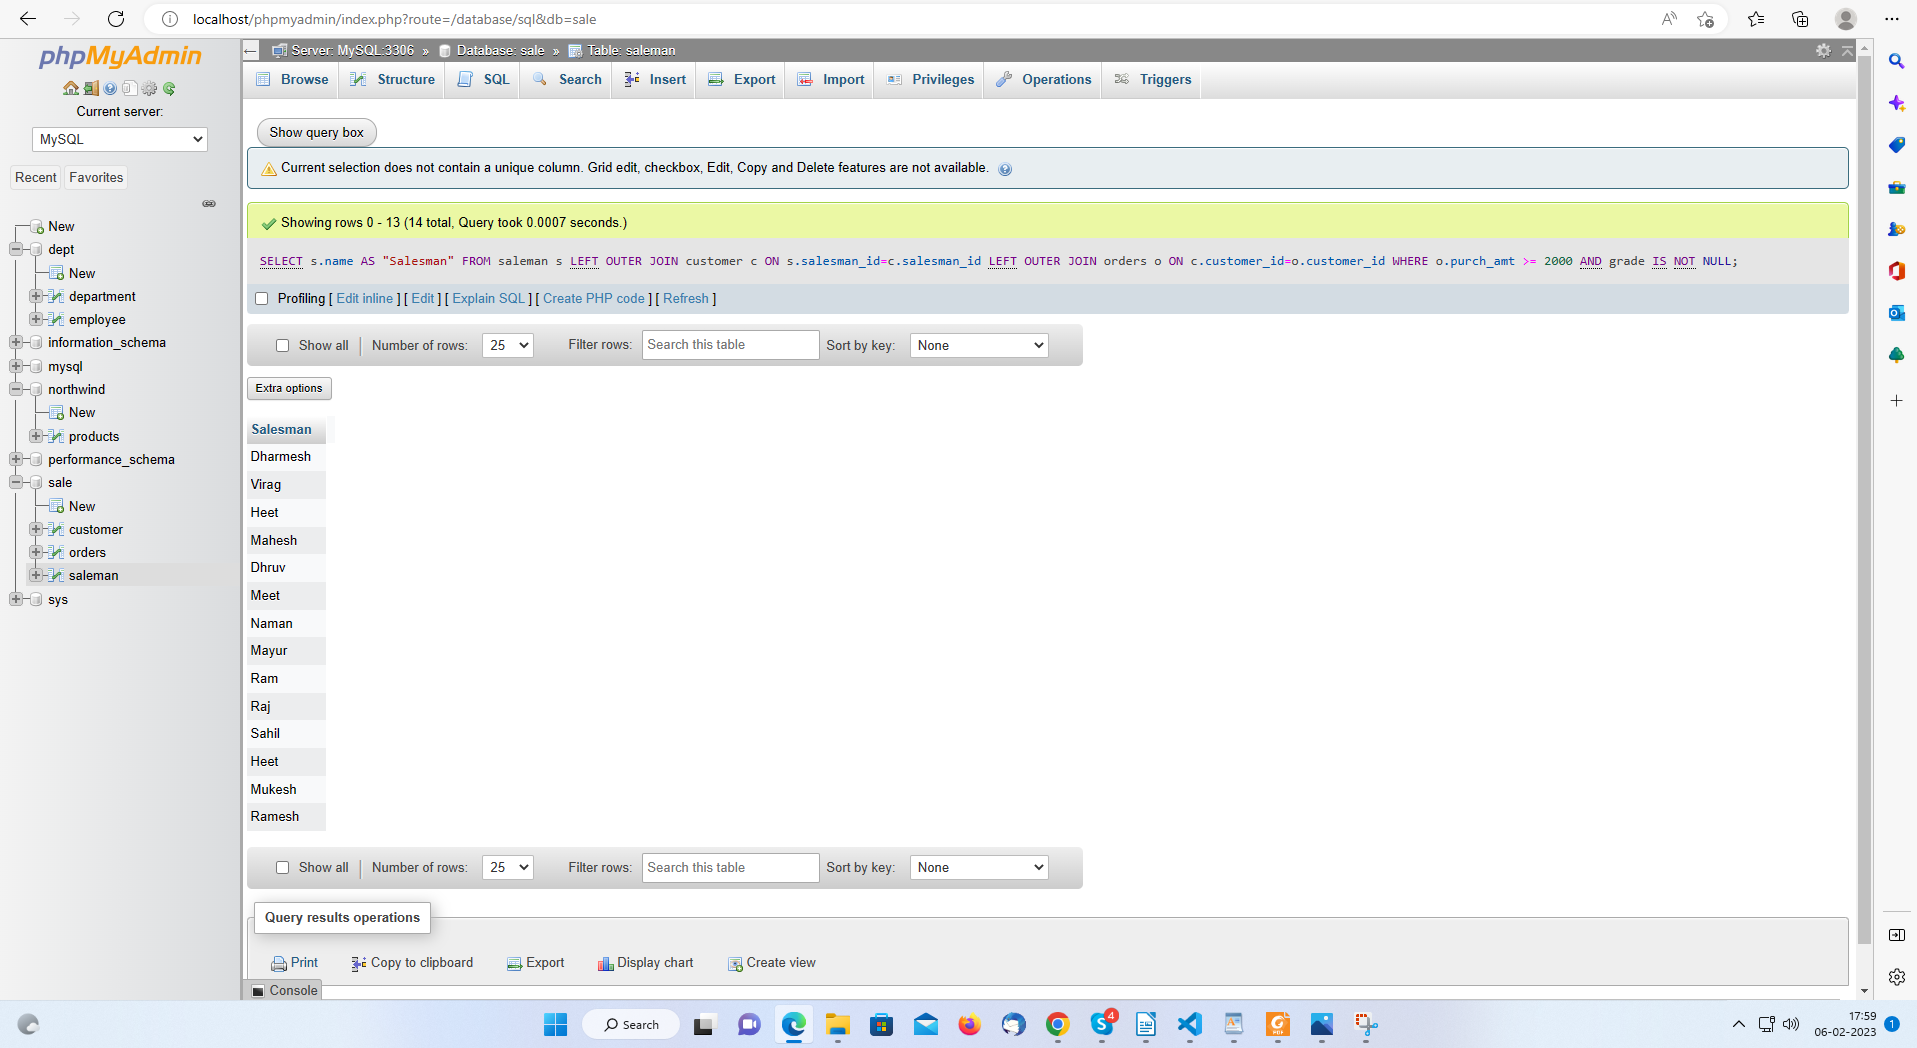 localhost/phpmyadmin/index.php?route=/database/sql&db=sale
phpMyAdmin
Current server:
MySQL
Recent
Favorites
New
dept
New
department
employee
information_schema
mysql
northwind
New
products
performance_schema
sale
New
customer
orders
saleman
sys
Server: MySQL:3306 » Database: sale » Table: saleman
Browse Structure SQL Search Insert Export Import Privileges Operations Triggers
Show query box
Current selection does not contain a unique column. Grid edit, checkbox, Edit, Copy and Delete features are not available.
Showing rows 0 - 13 (14 total, Query took 0.0007 seconds.)
SELECT s.name AS "Salesman" FROM saleman s LEFT OUTER JOIN customer c ON s.salesman_id=c.salesman_id LEFT OUTER JOIN orders o ON c.customer_id=o.customer_id WHERE o.purch_amt >= 2000 AND grade IS NOT NULL;
Profiling [ Edit inline ] [ Edit ] [ Explain SQL ] [ Create PHP code ] [ Refresh ]
Show all | Number of rows: 25 Filter rows: Search this table Sort by key: None
Extra options
Salesman
Dharmesh
Virag
Heet
Mahesh
Dhruv
Meet
Naman
Mayur
Ram
Raj
Sahil
Heet
Mukesh
Ramesh
Show all | Number of rows: 25 Filter rows: Search this table Sort by key: None
Query results operations
Print Copy to clipboard Export Display chart Create view
Console
Search
4
17:59
06-02-2023
1